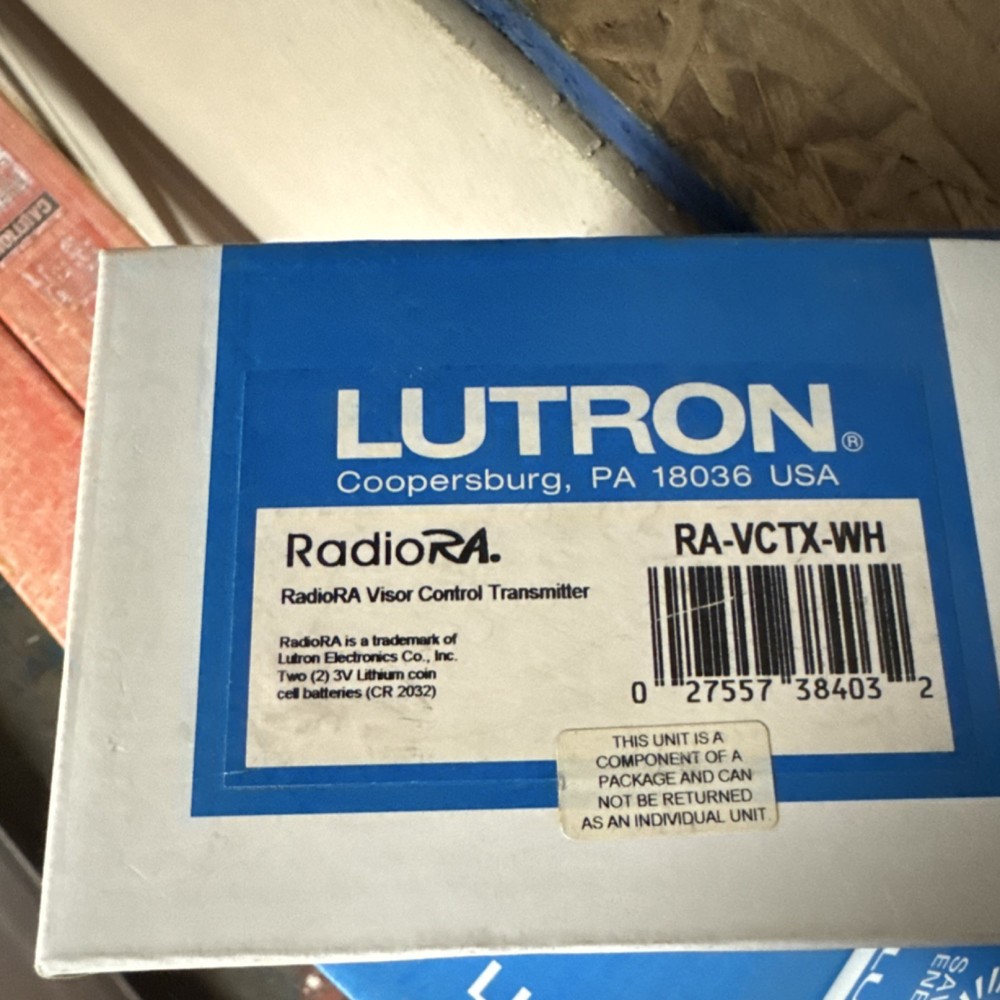 CAUTION
LUTRON®
Coopersburg, PA 18036 USA
RadioRA.
RA-VCTX-WH
RadioRA Visor Control Transmitter
RadioRA is a trademark of
Lutron Electronics Co., Inc.
Two (2) 3V Lithium coin
cell batteries (CR 2032)
0 27557 38403 2
THIS UNIT IS A
COMPONENT OF A
PACKAGE AND CAN
NOT BE RETURNED
AS AN INDIVIDUAL UNIT